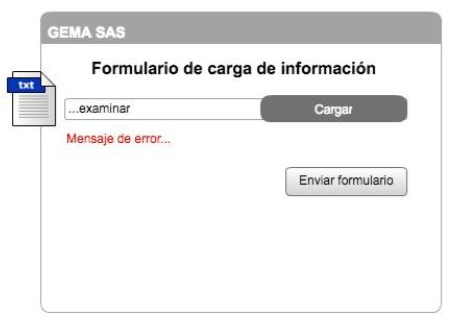 GEMA SAS
Formulario de carga de información
txt
...examinar
Cargar
Mensaje de error...
Enviar formulario